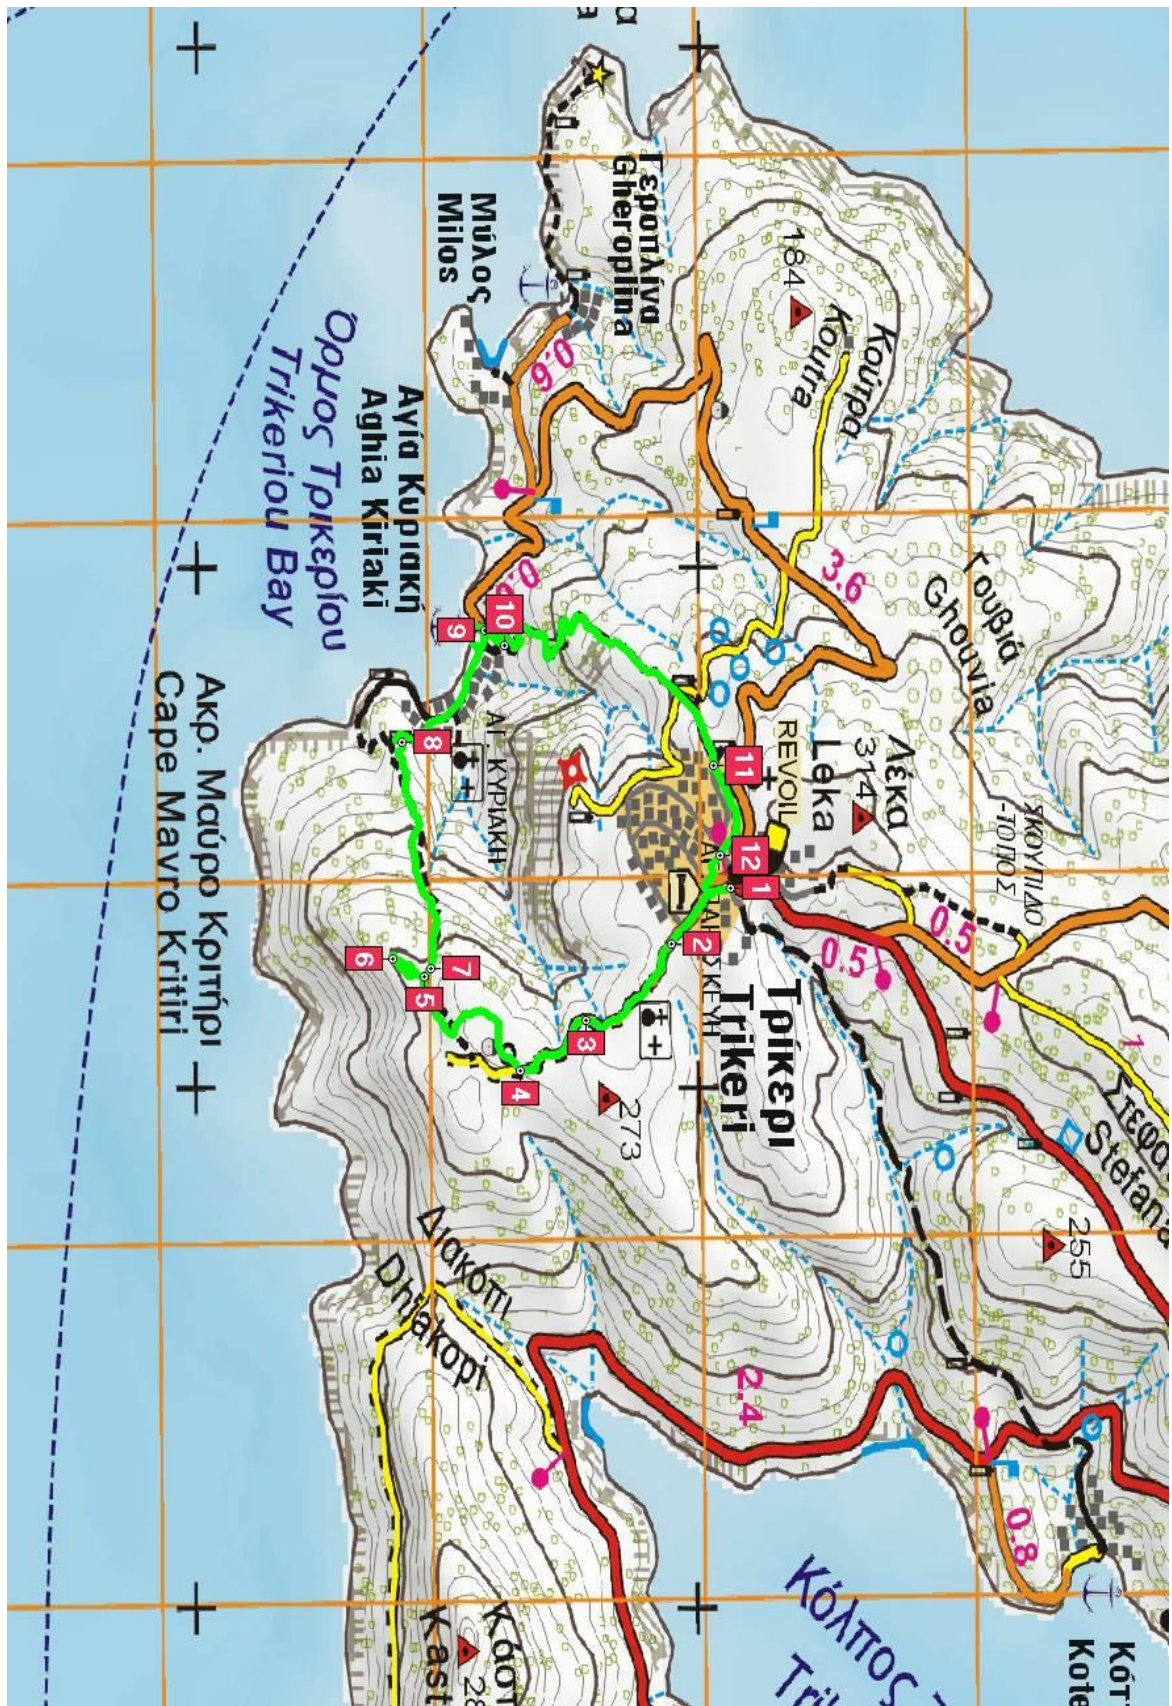 Γεροπλίνα
Gheroplina
Μύλος
Milos
184
Κούτρα
Koutra
0.6
Όρμος Τρικερίου
Trikeriou Bay
Αγία Κυριακή
Aghia Kiriaki
3.6
Γουβιά
Ghouvia
10
9
8
ΑΓ. ΚΥΡΙΑΚΗ
Ακρ. Μαύρο Κριτήρι
Cape Mavro Kritiri
REVOIL
Λέκα
Leka
314
ΣΚΟΥΠΙΔΟ
-ΤΟΠΟΣ
11
12
1
2
3
4
5
6
7
0.5
0.5
1
Τρίκερι
Trikeri
273
Στεφα
Stefana
255
Διακόπι
Dhiakopi
2.4
0.8
Κόλπος
Κόσ
Kast
28
Κότ
Kote